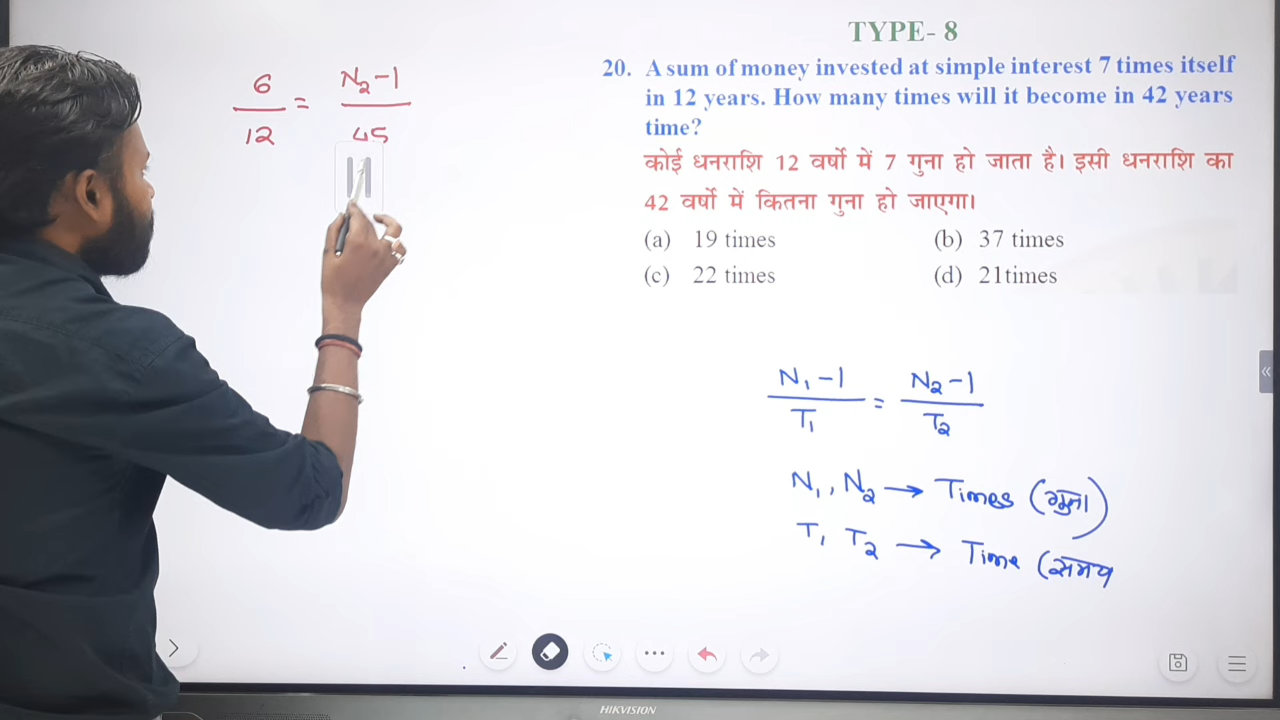 TYPE- 8
20. A sum of money invested at simple interest 7 times itself
in 12 years. How many times will it become in 42 years
time?
कोई धनराशि 12 वर्षो में 7 गुना हो जाता है। इसी धनराशि का
42 वर्षो में कितना गुना हो जाएगा।
(a) 19 times (b) 37 times
(c) 22 times (d) 21times
6/12 = N₂-1/45
N₁-1/T₁ = N₂-1/T₂
N₁, N₂ → Times (गुना)
T₁ T₂ → Time (समय
HIKVISION